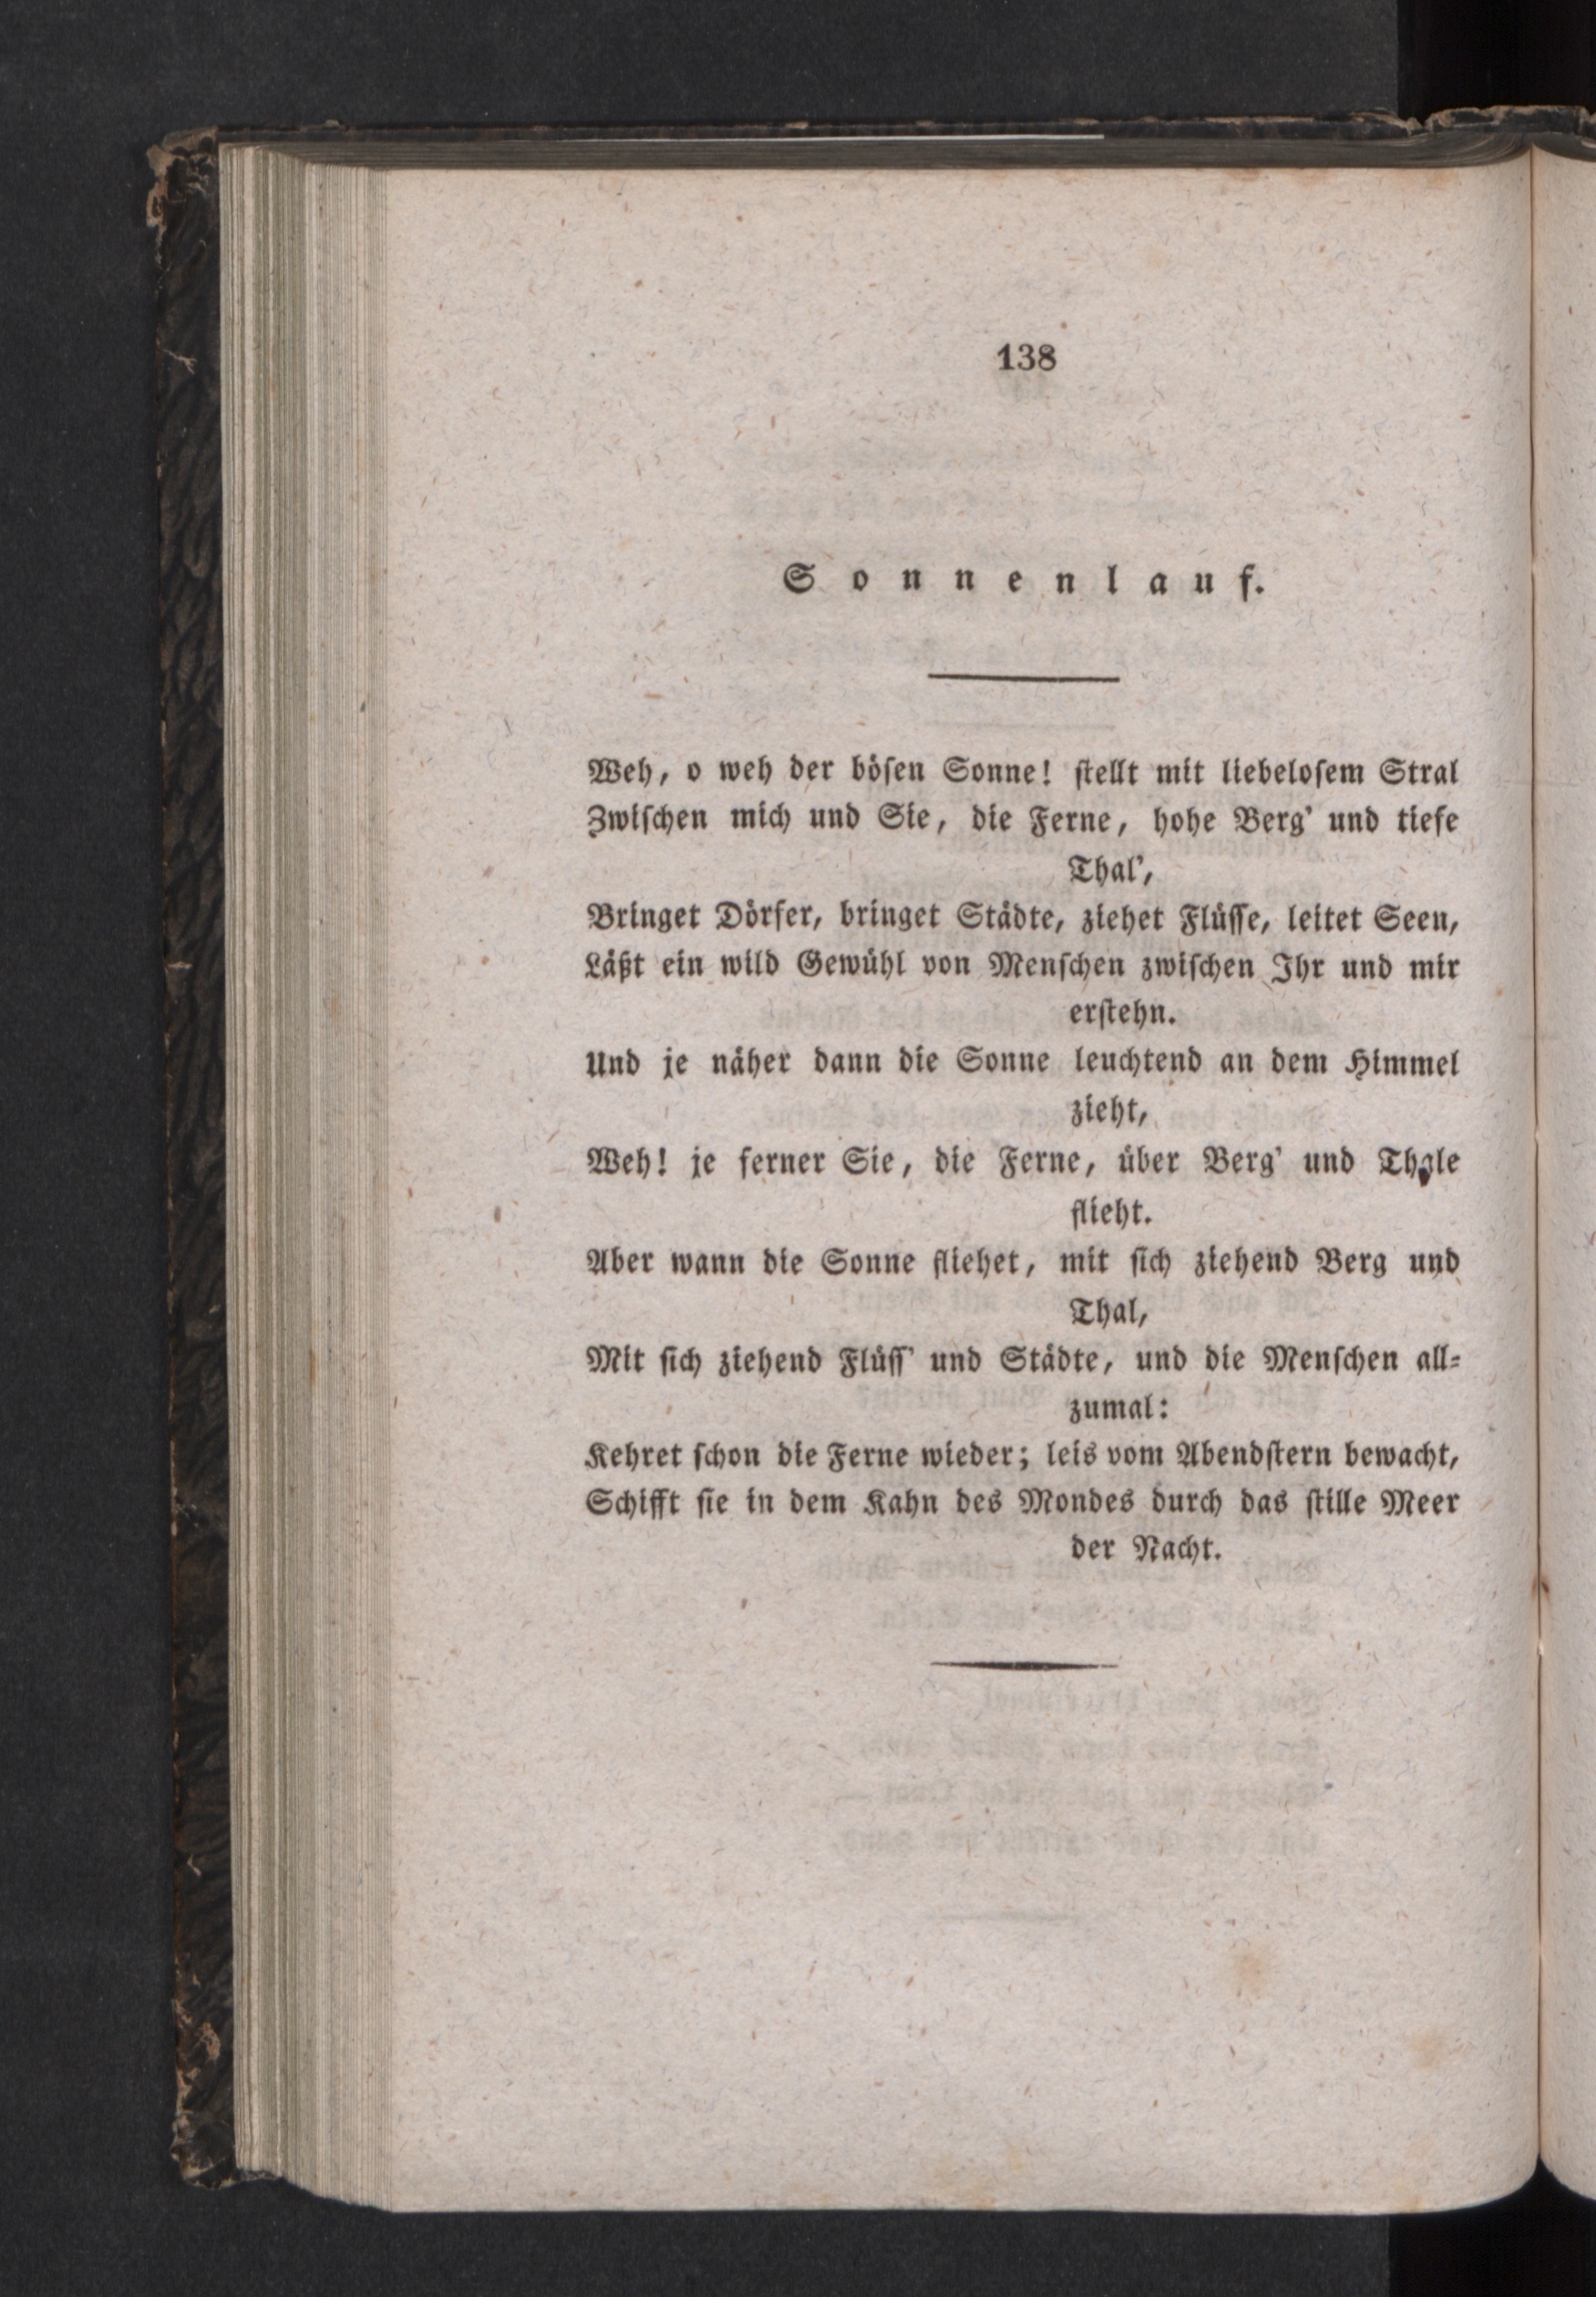 138
Sonnenlauf.
Weh, o weh der böſen Sonne! ſtellt mit liebeloſem Stral
Zwiſchen mich und Sie, die Ferne, hohe Berg' und tiefe
Thal',
Bringet Dörfer, bringet Städte, ziehet Flüſſe, leitet Seen,
Läßt ein wild Gewühl von Menſchen zwiſchen Ihr und mir
erſtehn.
Und je näher dann die Sonne leuchtend an dem Himmel
zieht,
Weh! je ferner Sie, die Ferne, über Berg' und Thale
flieht.
Aber wann die Sonne fliehet, mit ſich ziehend Berg und
Thal,
Mit ſich ziehend Flüſſ' und Städte, und die Menſchen all-
zumal:
Kehret ſchon die Ferne wieder; leis vom Abendſtern bewacht,
Schifft ſie in dem Kahn des Mondes durch das ſtille Meer
der Nacht.